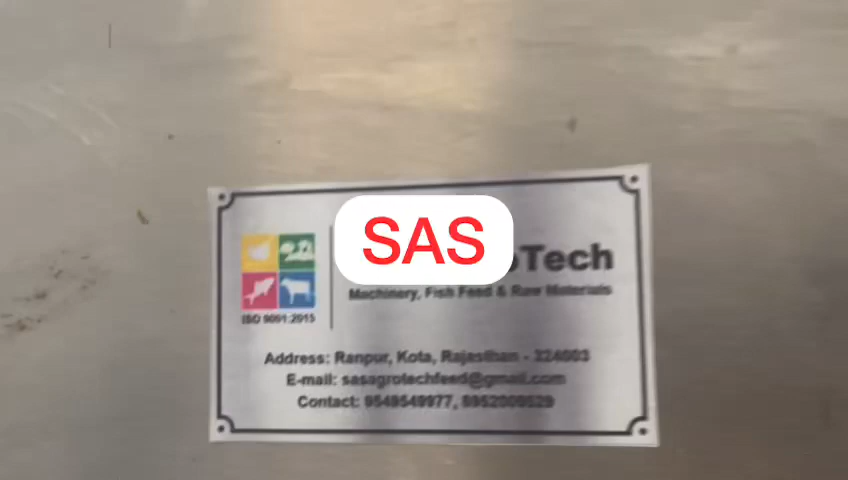 SAS
Tech
Machinery, Fish Feed & Raw Materials
ISO 9001:2015
Address: Ranpur, Kota, Rajasthan - 324003
E-mail: sasagrotechfeed@gmail.com
Contact: 9549549977,